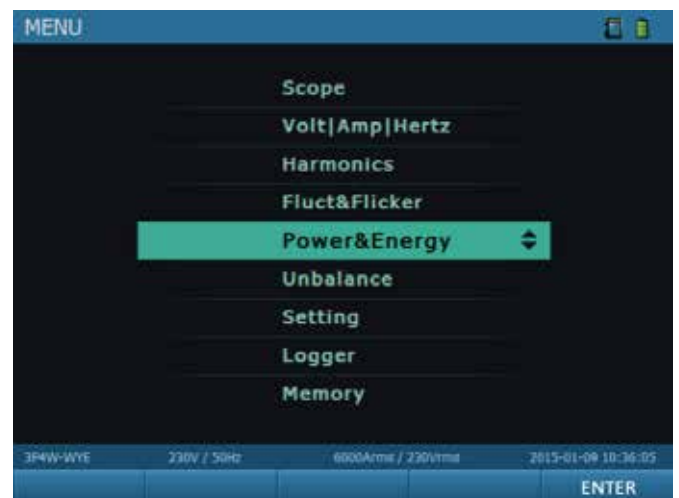 MENU
Scope
Volt|Amp|Hertz
Harmonics
Fluct&Flicker
Power&Energy
Unbalance
Setting
Logger
Memory
3P4W-WYE 230V / 50Hz 6000Arms / 230Vrms 2015-01-09 10:36:05
ENTER